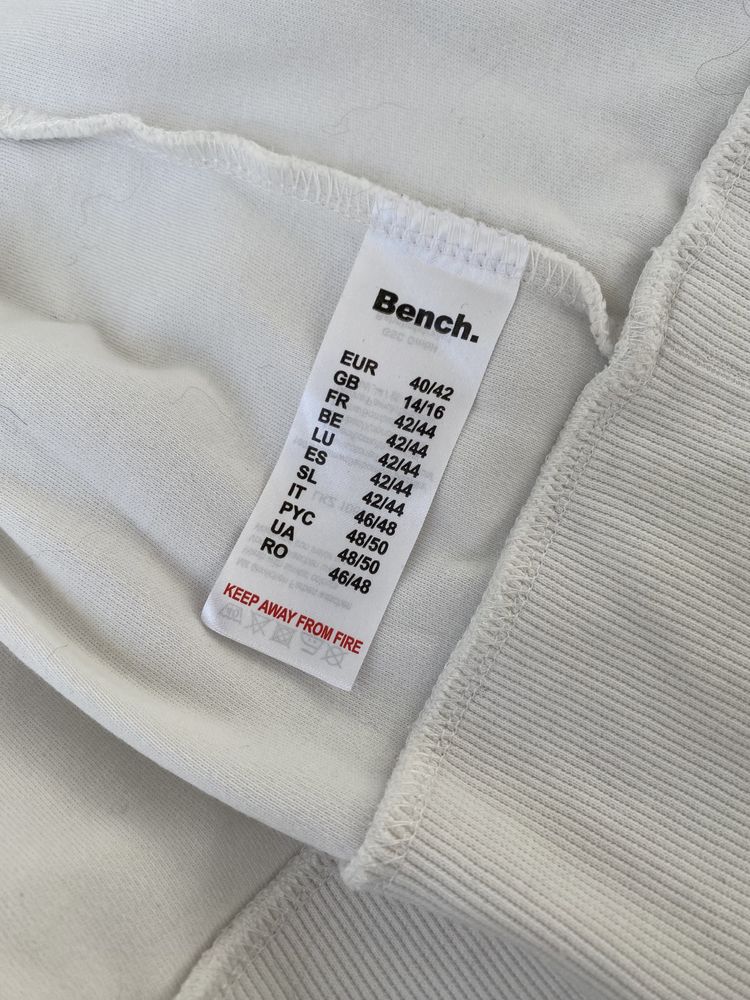 Bench.
EUR 40/42
GB 14/16
FR 42/44
BE 42/44
LU 42/44
ES 42/44
SL 42/44
IT 46/48
PYC 48/50
UA 48/50
RO 46/48
KEEP AWAY FROM FIRE